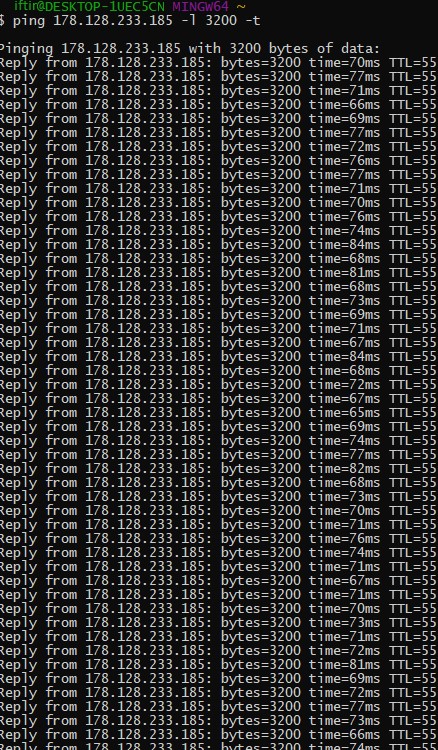 iftin@DESKTOP-1UEC5CN MINGW64 ~
$ ping 178.128.233.185 -l 3200 -t
Pinging 178.128.233.185 with 3200 bytes of data:
Reply from 178.128.233.185: bytes=3200 time=70ms TTL=55
Reply from 178.128.233.185: bytes=3200 time=77ms TTL=55
Reply from 178.128.233.185: bytes=3200 time=71ms TTL=55
Reply from 178.128.233.185: bytes=3200 time=66ms TTL=55
Reply from 178.128.233.185: bytes=3200 time=69ms TTL=55
Reply from 178.128.233.185: bytes=3200 time=77ms TTL=55
Reply from 178.128.233.185: bytes=3200 time=72ms TTL=55
Reply from 178.128.233.185: bytes=3200 time=76ms TTL=55
Reply from 178.128.233.185: bytes=3200 time=77ms TTL=55
Reply from 178.128.233.185: bytes=3200 time=71ms TTL=55
Reply from 178.128.233.185: bytes=3200 time=70ms TTL=55
Reply from 178.128.233.185: bytes=3200 time=76ms TTL=55
Reply from 178.128.233.185: bytes=3200 time=74ms TTL=55
Reply from 178.128.233.185: bytes=3200 time=84ms TTL=55
Reply from 178.128.233.185: bytes=3200 time=68ms TTL=55
Reply from 178.128.233.185: bytes=3200 time=81ms TTL=55
Reply from 178.128.233.185: bytes=3200 time=68ms TTL=55
Reply from 178.128.233.185: bytes=3200 time=73ms TTL=55
Reply from 178.128.233.185: bytes=3200 time=69ms TTL=55
Reply from 178.128.233.185: bytes=3200 time=71ms TTL=55
Reply from 178.128.233.185: bytes=3200 time=67ms TTL=55
Reply from 178.128.233.185: bytes=3200 time=84ms TTL=55
Reply from 178.128.233.185: bytes=3200 time=68ms TTL=55
Reply from 178.128.233.185: bytes=3200 time=72ms TTL=55
Reply from 178.128.233.185: bytes=3200 time=67ms TTL=55
Reply from 178.128.233.185: bytes=3200 time=65ms TTL=55
Reply from 178.128.233.185: bytes=3200 time=69ms TTL=55
Reply from 178.128.233.185: bytes=3200 time=74ms TTL=55
Reply from 178.128.233.185: bytes=3200 time=77ms TTL=55
Reply from 178.128.233.185: bytes=3200 time=82ms TTL=55
Reply from 178.128.233.185: bytes=3200 time=68ms TTL=55
Reply from 178.128.233.185: bytes=3200 time=73ms TTL=55
Reply from 178.128.233.185: bytes=3200 time=70ms TTL=55
Reply from 178.128.233.185: bytes=3200 time=71ms TTL=55
Reply from 178.128.233.185: bytes=3200 time=76ms TTL=55
Reply from 178.128.233.185: bytes=3200 time=74ms TTL=55
Reply from 178.128.233.185: bytes=3200 time=71ms TTL=55
Reply from 178.128.233.185: bytes=3200 time=67ms TTL=55
Reply from 178.128.233.185: bytes=3200 time=71ms TTL=55
Reply from 178.128.233.185: bytes=3200 time=70ms TTL=55
Reply from 178.128.233.185: bytes=3200 time=73ms TTL=55
Reply from 178.128.233.185: bytes=3200 time=71ms TTL=55
Reply from 178.128.233.185: bytes=3200 time=72ms TTL=55
Reply from 178.128.233.185: bytes=3200 time=81ms TTL=55
Reply from 178.128.233.185: bytes=3200 time=69ms TTL=55
Reply from 178.128.233.185: bytes=3200 time=72ms TTL=55
Reply from 178.128.233.185: bytes=3200 time=77ms TTL=55
Reply from 178.128.233.185: bytes=3200 time=73ms TTL=55
Reply from 178.128.233.185: bytes=3200 time=66ms TTL=55
Reply from 178.128.233.185: bytes=3200 time=74ms TTL=55